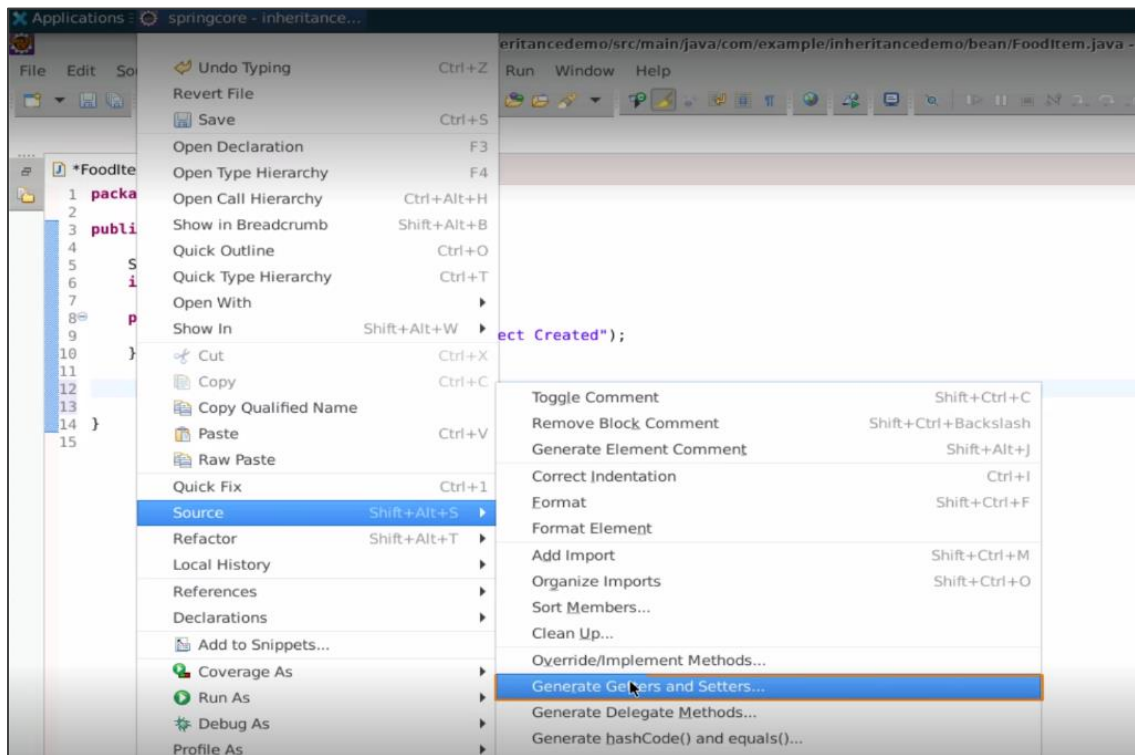 Applications springcore - inheritance...
eritancedemo/src/main/java/com/example/inheritancedemo/bean/FoodItem.java -
File Edit Sou Run Window Help
Undo Typing Ctrl+Z
Revert File
Save Ctrl+S
Open Declaration F3
Open Type Hierarchy F4
Open Call Hierarchy Ctrl+Alt+H
Show in Breadcrumb Shift+Alt+B
Quick Outline Ctrl+O
Quick Type Hierarchy Ctrl+T
Open With
Show In Shift+Alt+W
Cut Ctrl+X
Copy Ctrl+C
Copy Qualified Name
Paste Ctrl+V
Raw Paste
Quick Fix Ctrl+1
Source Shift+Alt+S
Refactor Shift+Alt+T
Local History
References
Declarations
Add to Snippets...
Coverage As
Run As
Debug As
Profile As
*FoodIte
1 packa
2
3 publi
4
5 S
6 i
7
8 p
9 ect Created");
10 }
11
12
13
14 }
15
Toggle Comment Shift+Ctrl+C
Remove Block Comment Shift+Ctrl+Backslash
Generate Element Comment Shift+Alt+J
Correct Indentation Ctrl+I
Format Shift+Ctrl+F
Format Element
Add Import Shift+Ctrl+M
Organize Imports Shift+Ctrl+O
Sort Members...
Clean Up...
Override/Implement Methods...
Generate Getters and Setters...
Generate Delegate Methods...
Generate hashCode() and equals()...